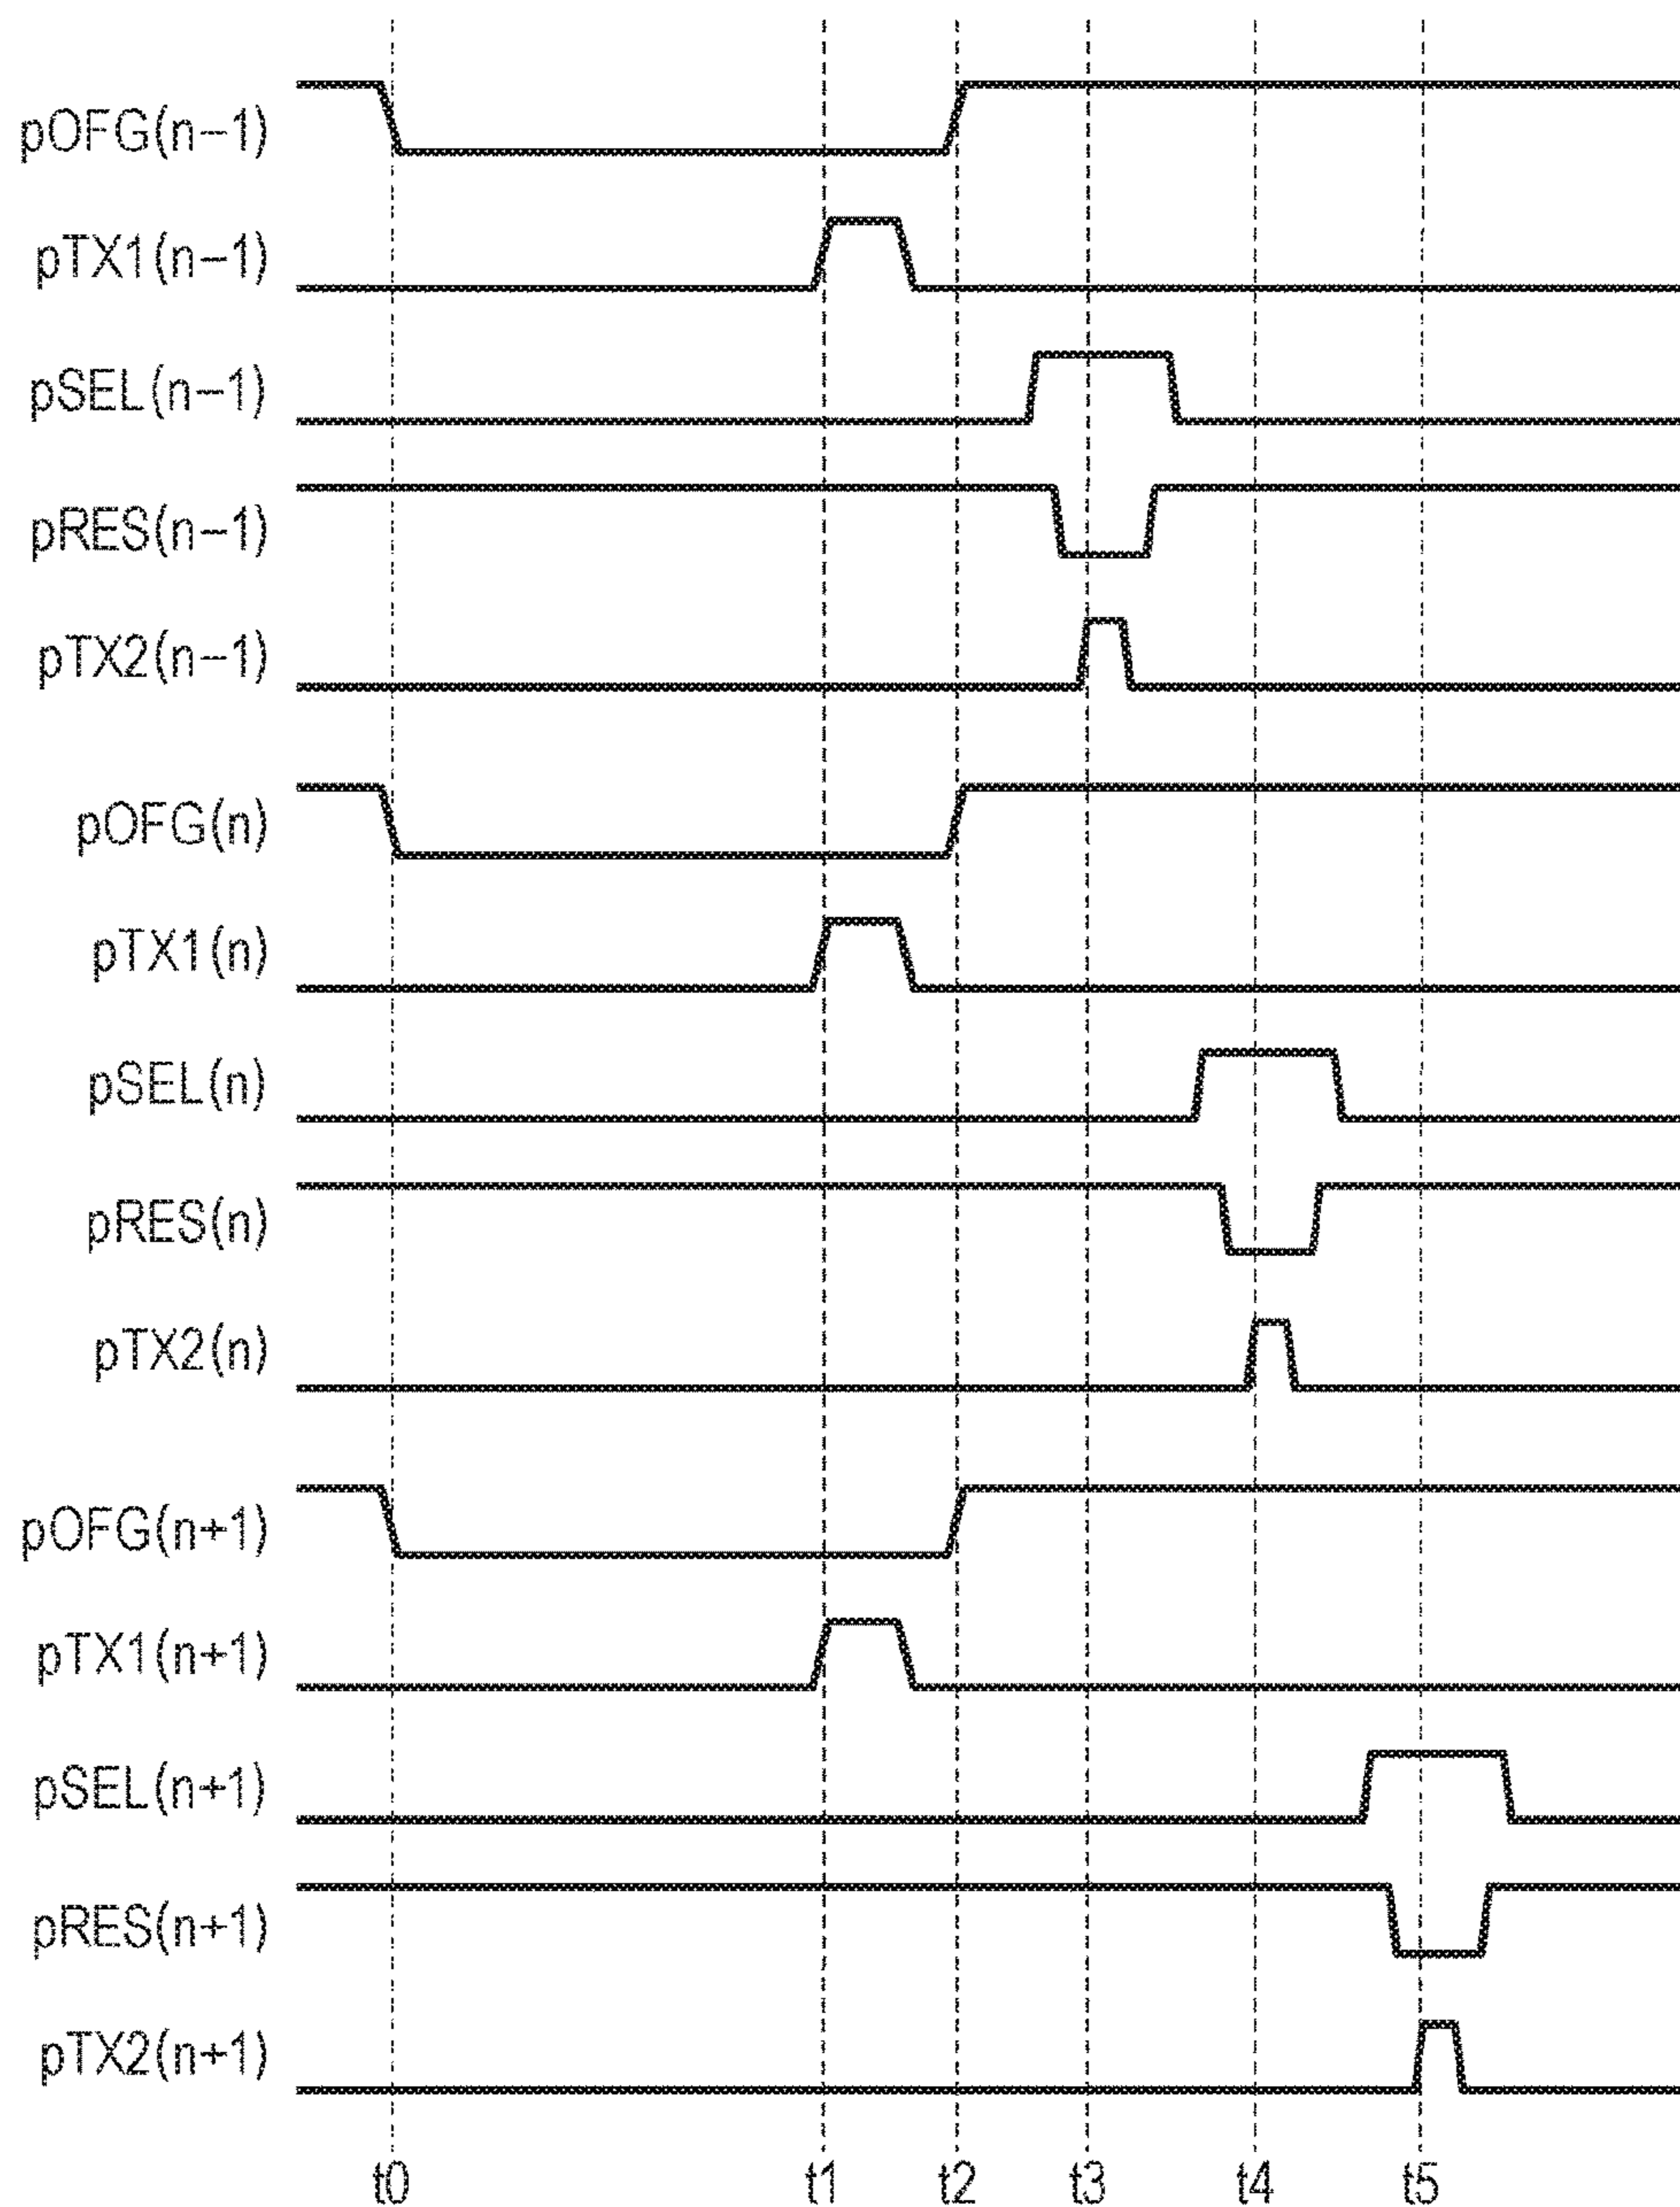 pOFG(n−1)
pTX1(n−1)
pSEL(n−1)
pRES(n−1)
pTX2(n−1)
pOFG(n)
pTX1(n)
pSEL(n)
pRES(n)
pTX2(n)
pOFG(n+1)
pTX1(n+1)
pSEL(n+1)
pRES(n+1)
pTX2(n+1)
t0 t1 t2 t3 t4 t5